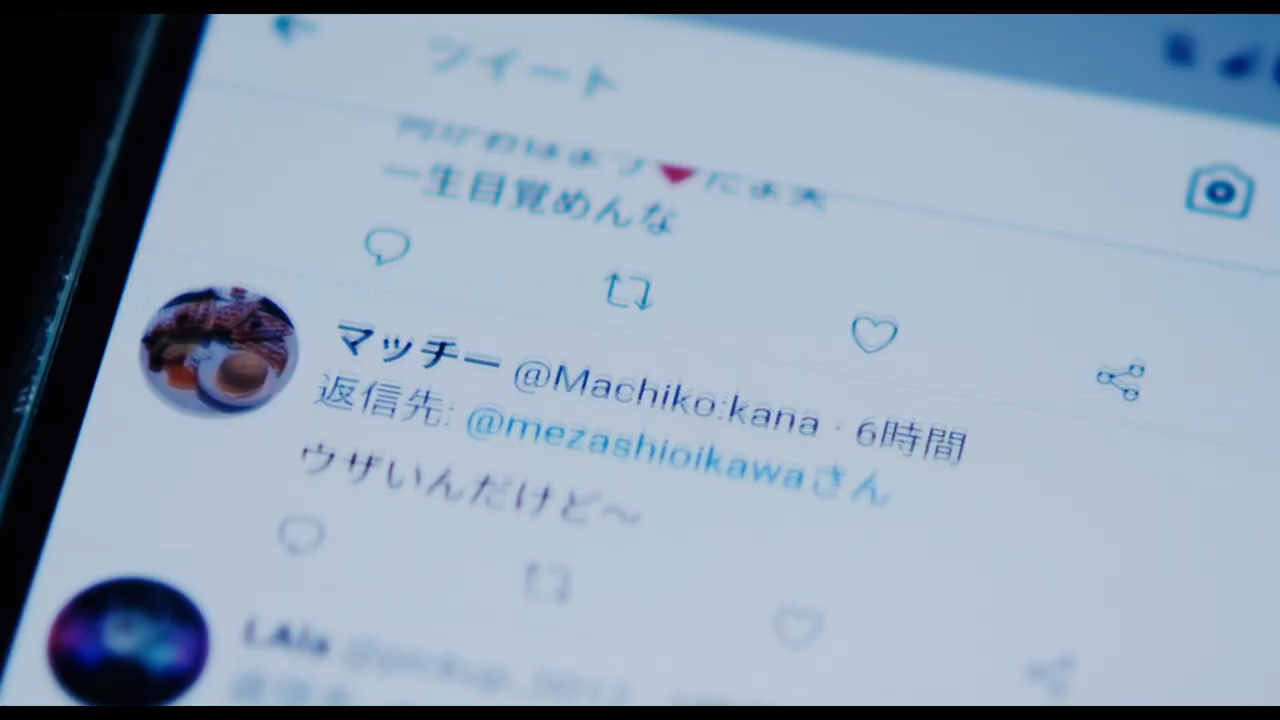 ツイート
一生目覚めんな
マッチー @Machiko:kana · 6時間
返信先: @mezashioikawaさん
ウザいんだけど〜
LAla